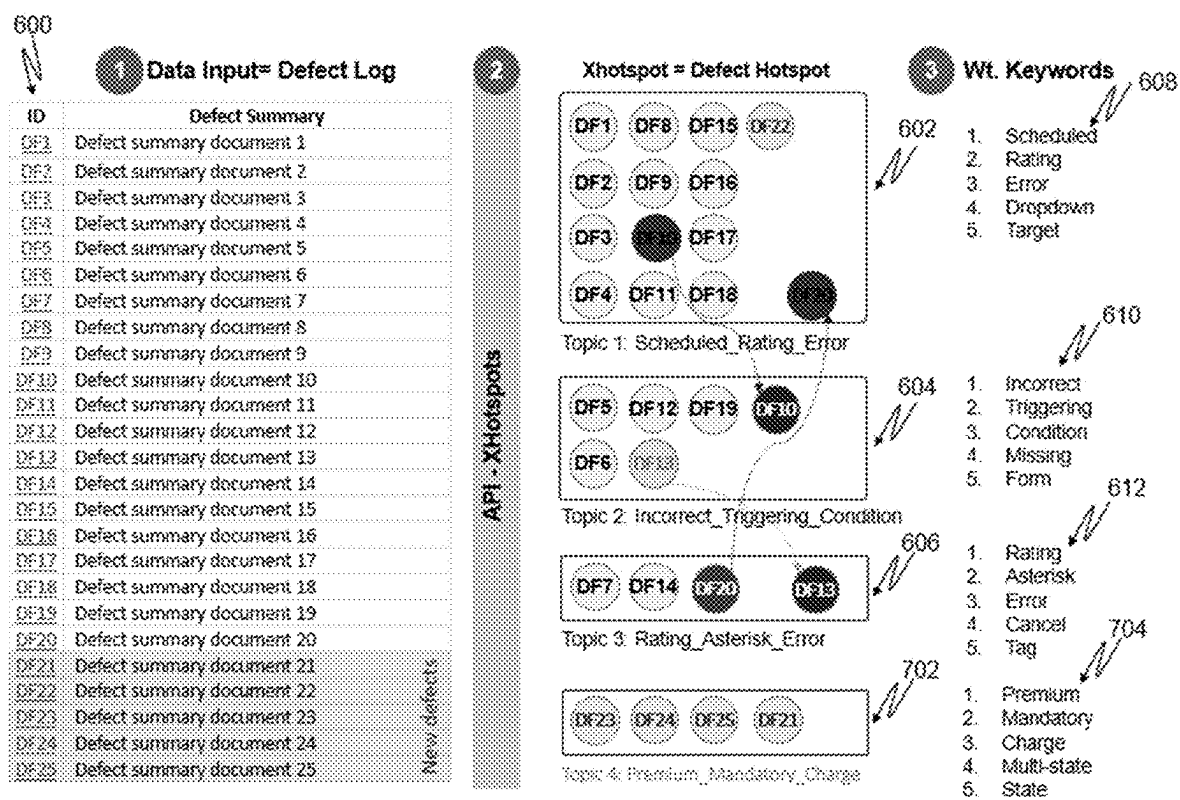 600
1 Data Input= Defect Log
ID Defect Summary
DF1 Defect summary document 1
DF2 Defect summary document 2
DF3 Defect summary document 3
DF4 Defect summary document 4
DF5 Defect summary document 5
DF6 Defect summary document 6
DF7 Defect summary document 7
DF8 Defect summary document 8
DF9 Defect summary document 9
DF10 Defect summary document 10
DF11 Defect summary document 11
DF12 Defect summary document 12
DF13 Defect summary document 13
DF14 Defect summary document 14
DF15 Defect summary document 15
DF16 Defect summary document 16
DF17 Defect summary document 17
DF18 Defect summary document 18
DF19 Defect summary document 19
DF20 Defect summary document 20
DF21 Defect summary document 21
DF22 Defect summary document 22
DF23 Defect summary document 23
DF24 Defect summary document 24
DF25 Defect summary document 25
New defects
2
API - XHotspots
Xhotspot = Defect Hotspot
DF1 DF8 DF15 DF22
DF2 DF9 DF16
DF3 DF17
DF4 DF11 DF18
Topic 1: Scheduled_Rating_Error
602
DF5 DF12 DF19 DF10
DF6
Topic 2: Incorrect_Triggering_Condition
604
DF7 DF14 DF20 DF13
Topic 3: Rating_Asterisk_Error
606
DF23 DF24 DF25 DF21
Topic 4: Premium_Mandatory_Charge
702
3 Wt. Keywords
608
1. Scheduled
2. Rating
3. Error
4. Dropdown
5. Target
610
1. Incorrect
2. Triggering
3. Condition
4. Missing
5. Form
612
1. Rating
2. Asterisk
3. Error
4. Cancel
5. Tag
704
1. Premium
2. Mandatory
3. Charge
4. Multi-state
5. State